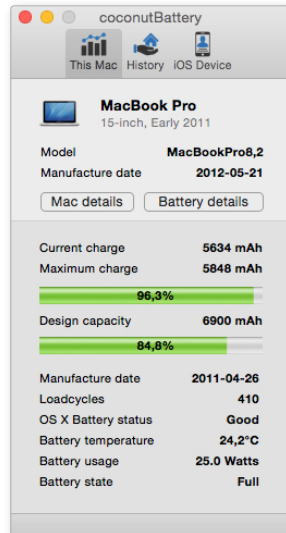 coconutBattery
This Mac History iOS Device
MacBook Pro
15-inch, Early 2011
Model MacBookPro8,2
Manufacture date 2012-05-21
Mac details Battery details
Current charge 5634 mAh
Maximum charge 5848 mAh
96,3%
Design capacity 6900 mAh
84,8%
Manufacture date 2011-04-26
Loadcycles 410
OS X Battery status Good
Battery temperature 24,2°C
Battery usage 25.0 Watts
Battery state Full